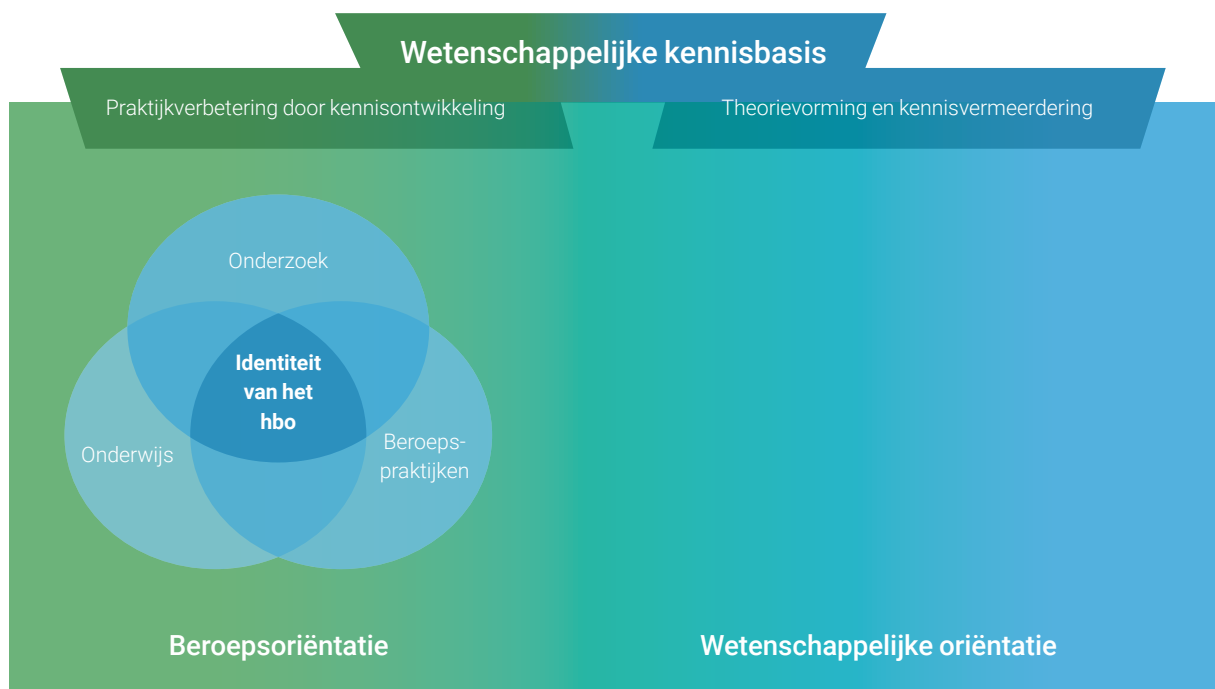 Wetenschappelijke kennisbasis
Praktijkverbetering door kennisontwikkeling
Theorievorming en kennisvermeerdering
Onderzoek
Identiteit
van het
hbo
Onderwijs
Beroeps-
praktijken
Beroepsoriëntatie
Wetenschappelijke oriëntatie